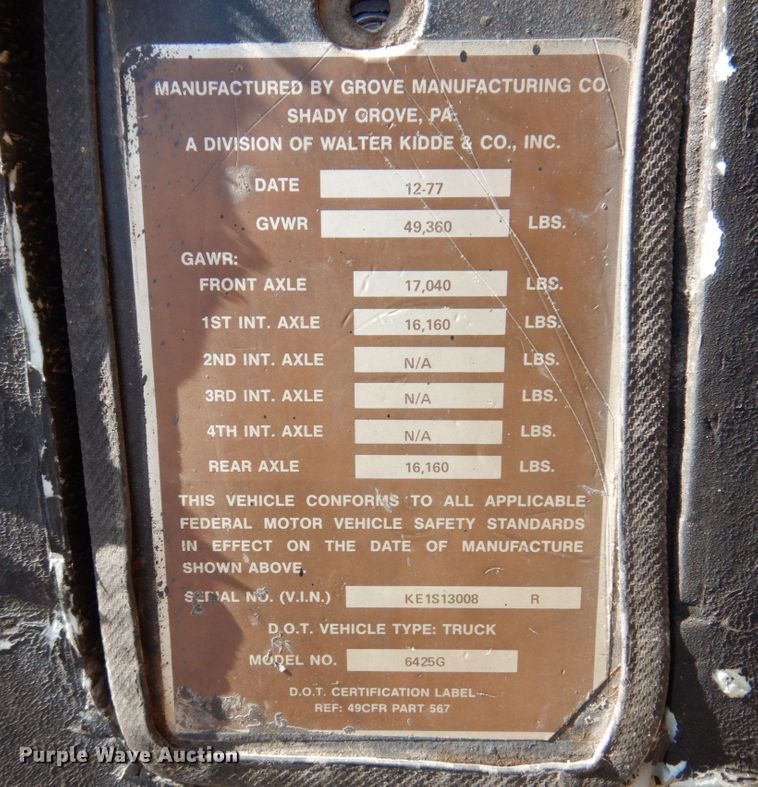 MANUFACTURED BY GROVE MANUFACTURING CO.
SHADY GROVE, PA.
A DIVISION OF WALTER KIDDE & CO., INC.
DATE 12-77
GVWR 49,360 LBS.
GAWR:
FRONT AXLE 17,040 LBS.
1ST INT. AXLE 16,160 LBS.
2ND INT. AXLE N/A LBS.
3RD INT. AXLE N/A LBS.
4TH INT. AXLE N/A LBS.
REAR AXLE 16,160 LBS.
THIS VEHICLE CONFORMS TO ALL APPLICABLE
FEDERAL MOTOR VEHICLE SAFETY STANDARDS
IN EFFECT ON THE DATE OF MANUFACTURE
SHOWN ABOVE.
SERIAL NO. (V.I.N.) KE1S13008 R
D.O.T. VEHICLE TYPE: TRUCK
MODEL NO. 6425G
D.O.T. CERTIFICATION LABEL
REF: 49CFR PART 567
Purple Wave Auction